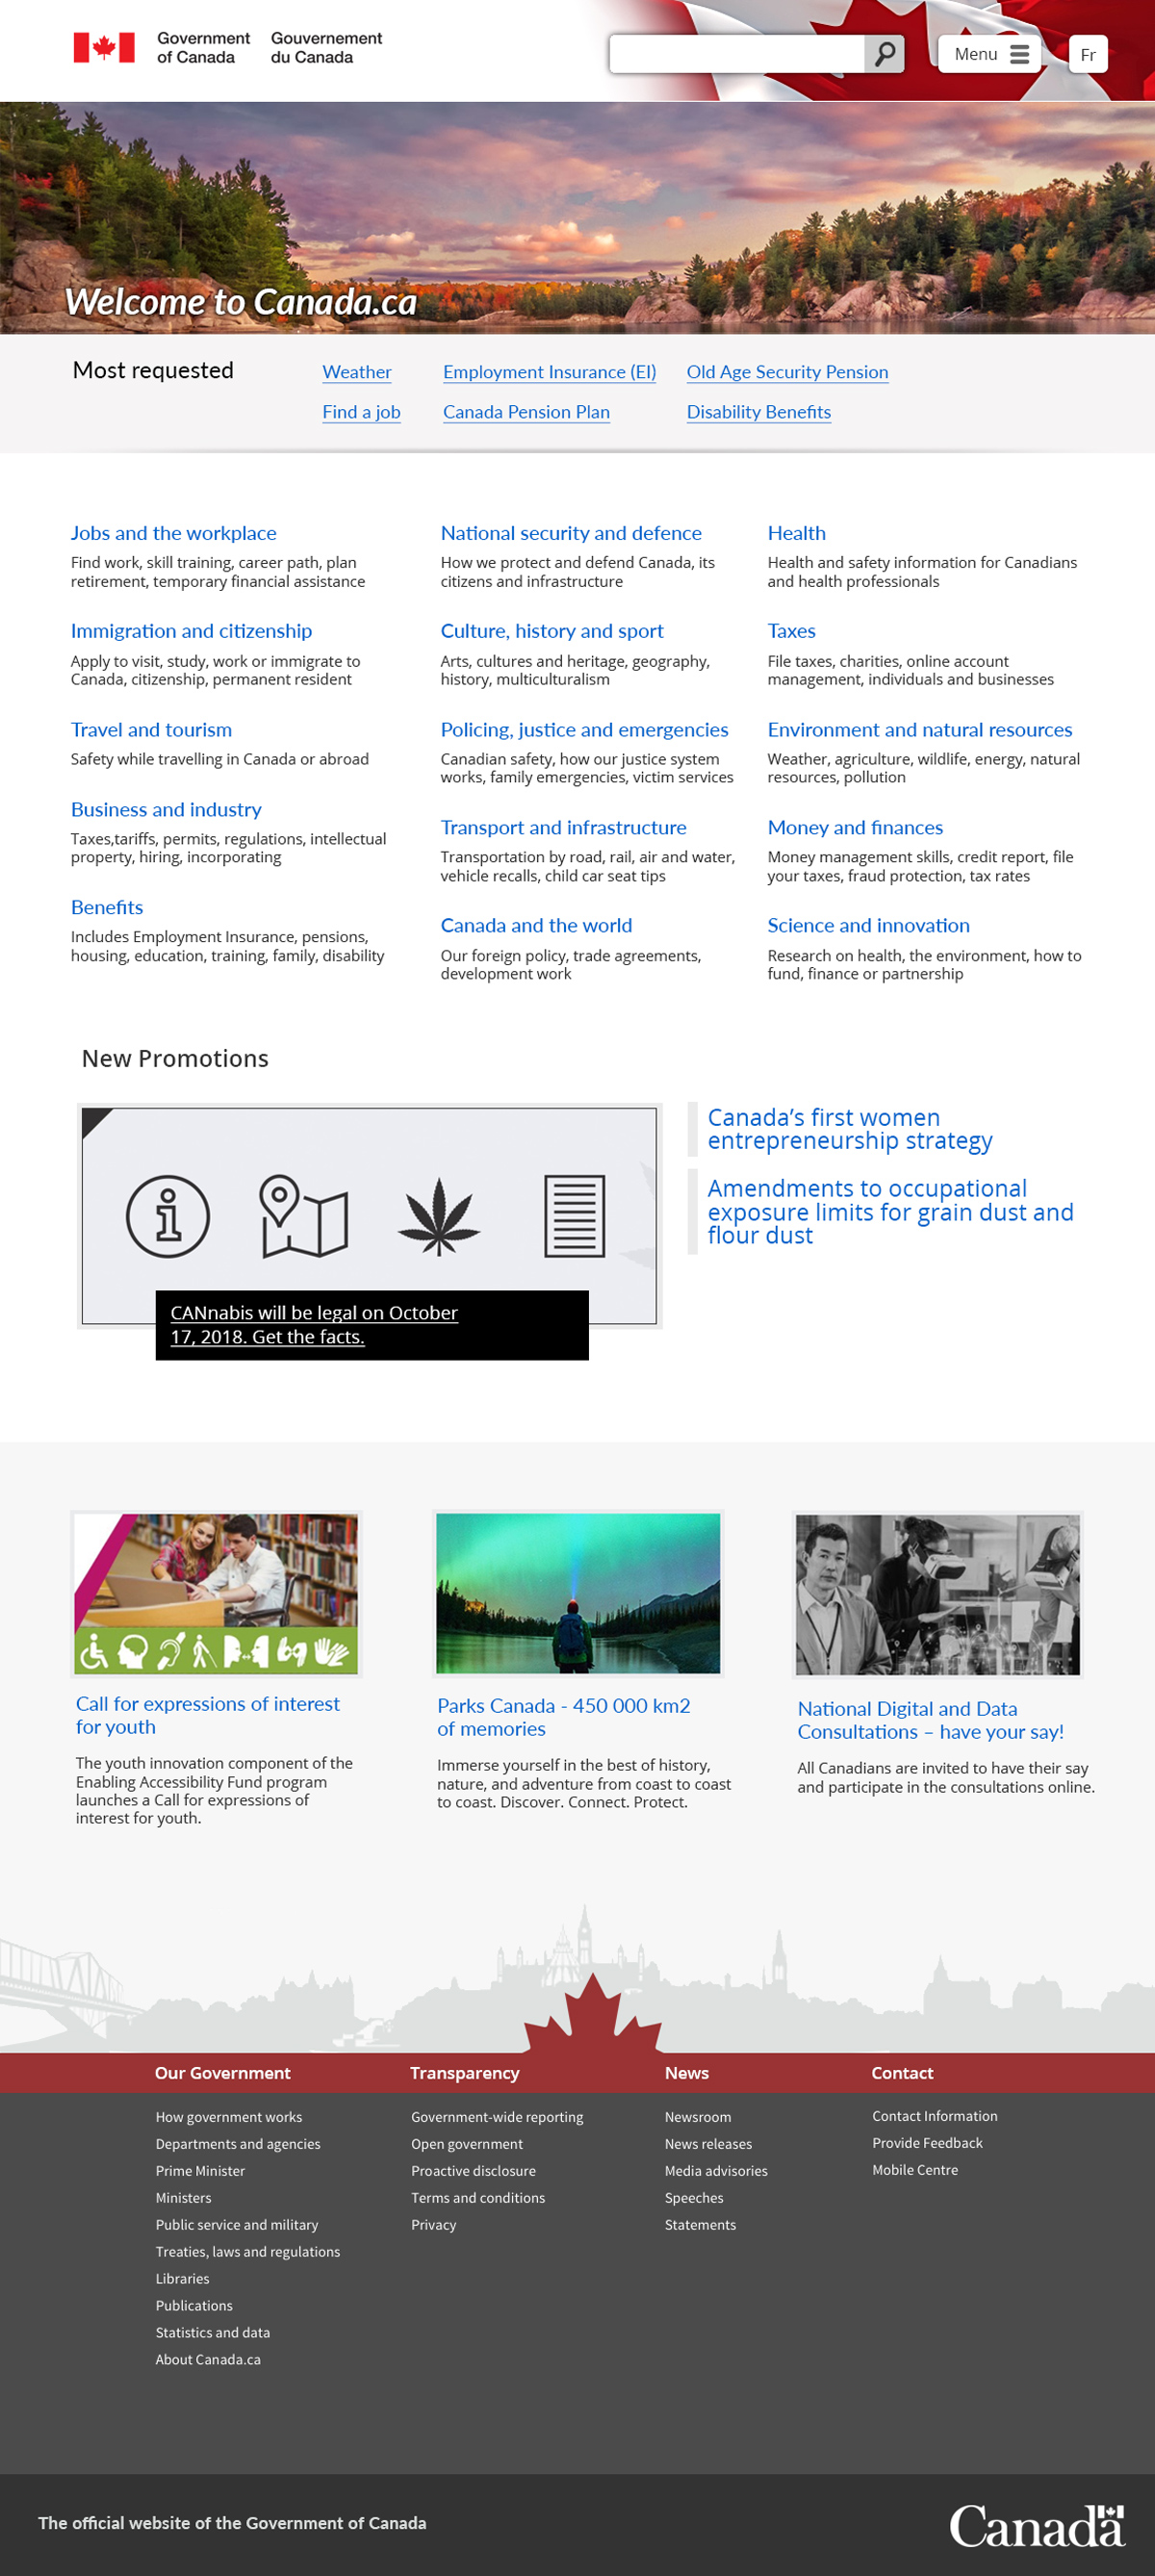 Government
of Canada
Gouvernement
du Canada
Menu
Fr
Welcome to Canada.ca
Most requested
Weather
Employment Insurance (EI)
Old Age Security Pension
Find a job
Canada Pension Plan
Disability Benefits
Jobs and the workplace
Find work, skill training, career path, plan
retirement, temporary financial assistance
Immigration and citizenship
Apply to visit, study, work or immigrate to
Canada, citizenship, permanent resident
Travel and tourism
Safety while travelling in Canada or abroad
Business and industry
Taxes,tariffs, permits, regulations, intellectual
property, hiring, incorporating
Benefits
Includes Employment Insurance, pensions,
housing, education, training, family, disability
National security and defence
How we protect and defend Canada, its
citizens and infrastructure
Culture, history and sport
Arts, cultures and heritage, geography,
history, multiculturalism
Policing, justice and emergencies
Canadian safety, how our justice system
works, family emergencies, victim services
Transport and infrastructure
Transportation by road, rail, air and water,
vehicle recalls, child car seat tips
Canada and the world
Our foreign policy, trade agreements,
development work
Health
Health and safety information for Canadians
and health professionals
Taxes
File taxes, charities, online account
management, individuals and businesses
Environment and natural resources
Weather, agriculture, wildlife, energy, natural
resources, pollution
Money and finances
Money management skills, credit report, file
your taxes, fraud protection, tax rates
Science and innovation
Research on health, the environment, how to
fund, finance or partnership
New Promotions
CANnabis will be legal on October
17, 2018. Get the facts.
Canada’s first women
entrepreneurship strategy
Amendments to occupational
exposure limits for grain dust and
flour dust
Call for expressions of interest
for youth
The youth innovation component of the
Enabling Accessibility Fund program
launches a Call for expressions of
interest for youth.
Parks Canada - 450 000 km2
of memories
Immerse yourself in the best of history,
nature, and adventure from coast to coast
to coast. Discover. Connect. Protect.
National Digital and Data
Consultations – have your say!
All Canadians are invited to have their say
and participate in the consultations online.
Our Government
How government works
Departments and agencies
Prime Minister
Ministers
Public service and military
Treaties, laws and regulations
Libraries
Publications
Statistics and data
About Canada.ca
Transparency
Government-wide reporting
Open government
Proactive disclosure
Terms and conditions
Privacy
News
Newsroom
News releases
Media advisories
Speeches
Statements
Contact
Contact Information
Provide Feedback
Mobile Centre
The official website of the Government of Canada
Canada